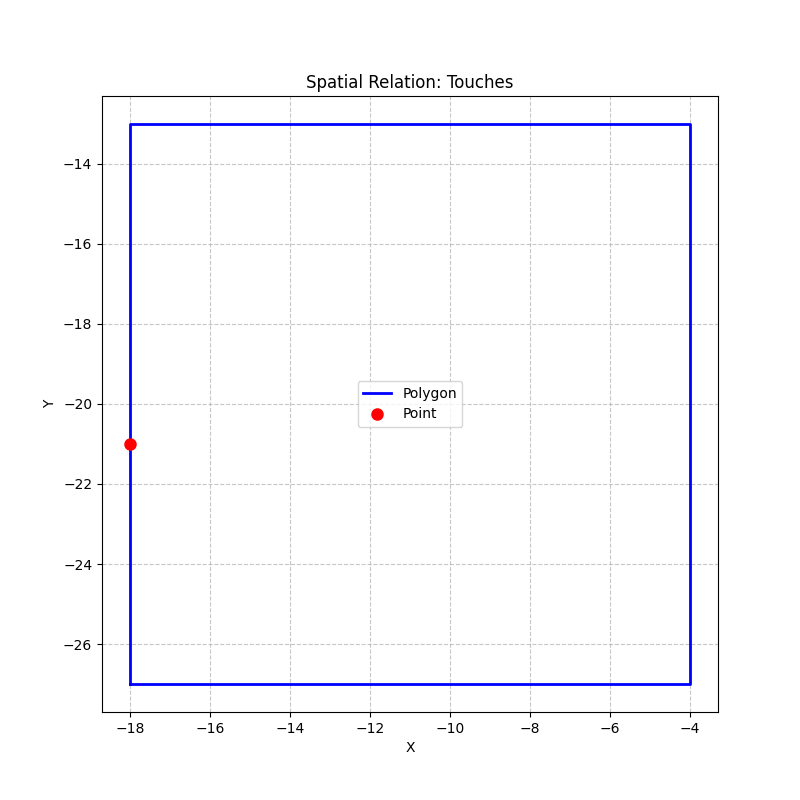 Spatial Relation: Touches
Y
−14
−16
−18
−20
−22
−24
−26
Polygon
Point
−18 −16 −14 −12 −10 −8 −6 −4
X